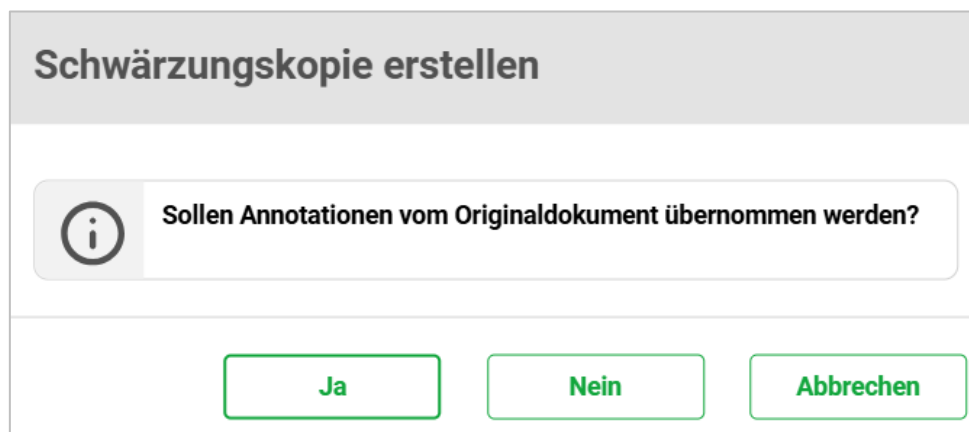 Schwärzungskopie erstellen
Sollen Annotationen vom Originaldokument übernommen werden?
Ja
Nein
Abbrechen